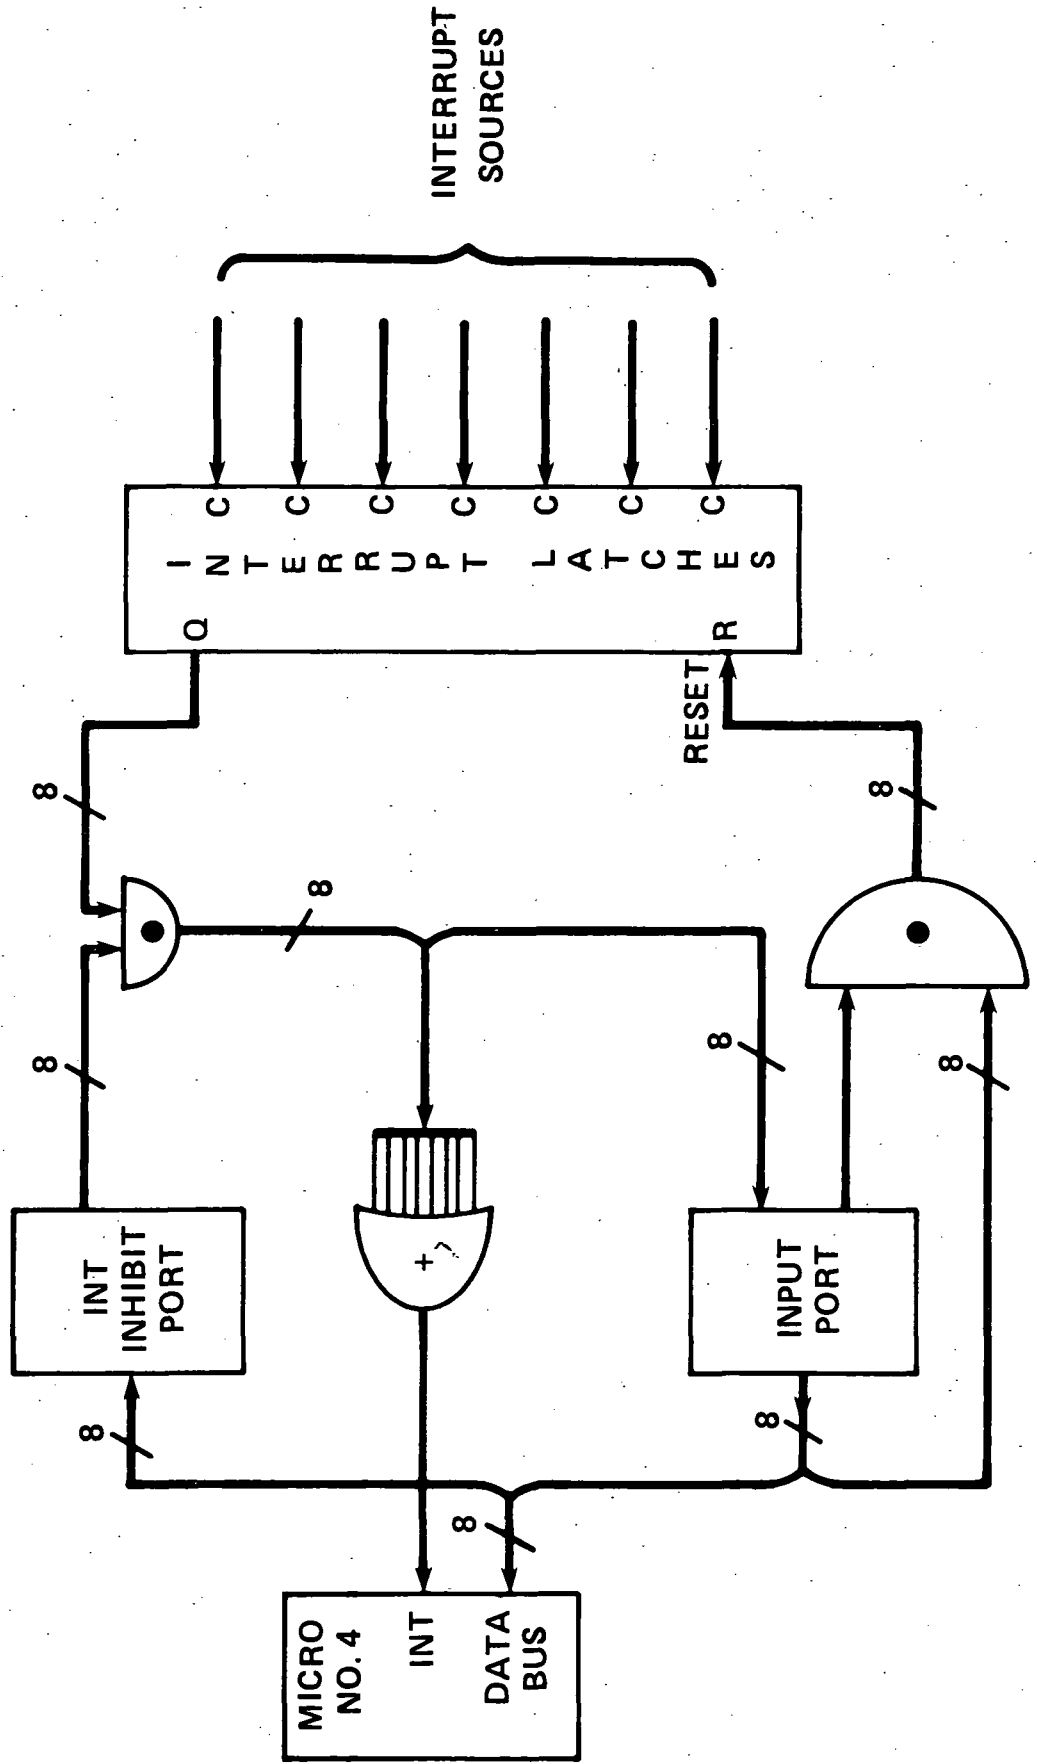 INTERRUPT
SOURCES
INTERRUPT LATCHES
C
C
C
C
C
C
C
Q
R
RESET
8
8
8
8
8
8
8
8
8
INT
INHIBIT
PORT
+
INPUT
PORT
MICRO
NO. 4
INT
DATA
BUS